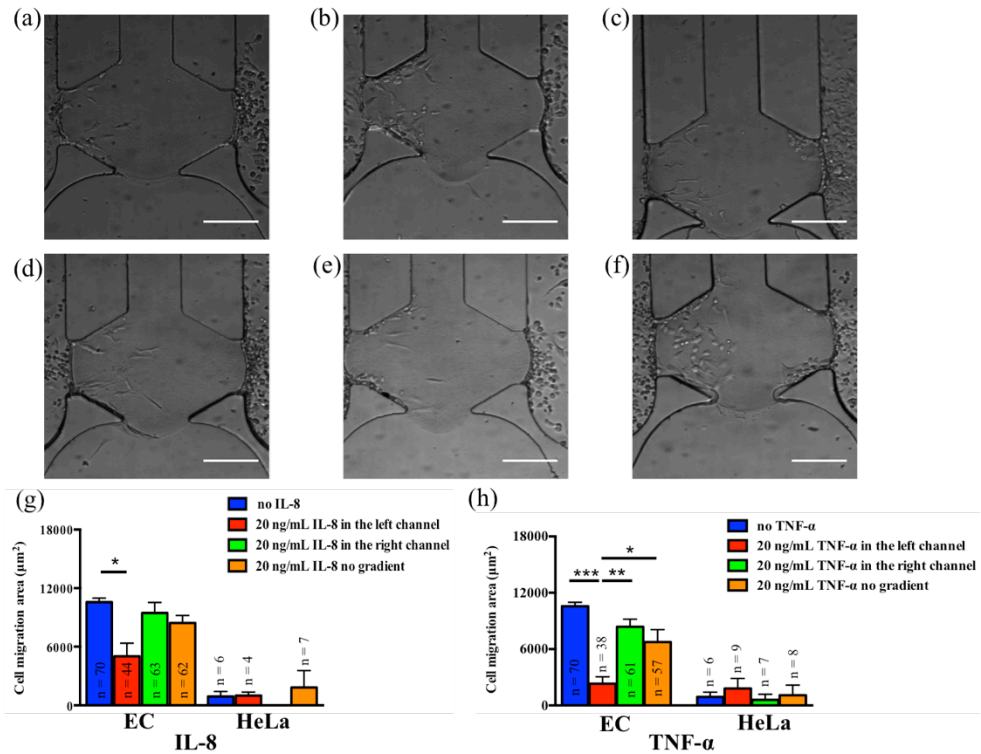 (a)
(b)
(c)
(d)
(e)
(f)
(g)
no IL-8
20 ng/mL IL-8 in the left channel
20 ng/mL IL-8 in the right channel
20 ng/mL IL-8 no gradient
Cell migration area (µm²)
18000
12000
6000
0
*
n = 70
n = 44
n = 63
n = 62
n = 6
n = 4
n = 7
EC
HeLa
IL-8
(h)
no TNF-α
20 ng/mL TNF-α in the left channel
20 ng/mL TNF-α in the right channel
20 ng/mL TNF-α no gradient
Cell migration area (µm²)
18000
12000
6000
0
*
***
**
n = 70
n = 38
n = 61
n = 57
n = 6
n = 9
n = 7
n = 8
EC
HeLa
TNF-α